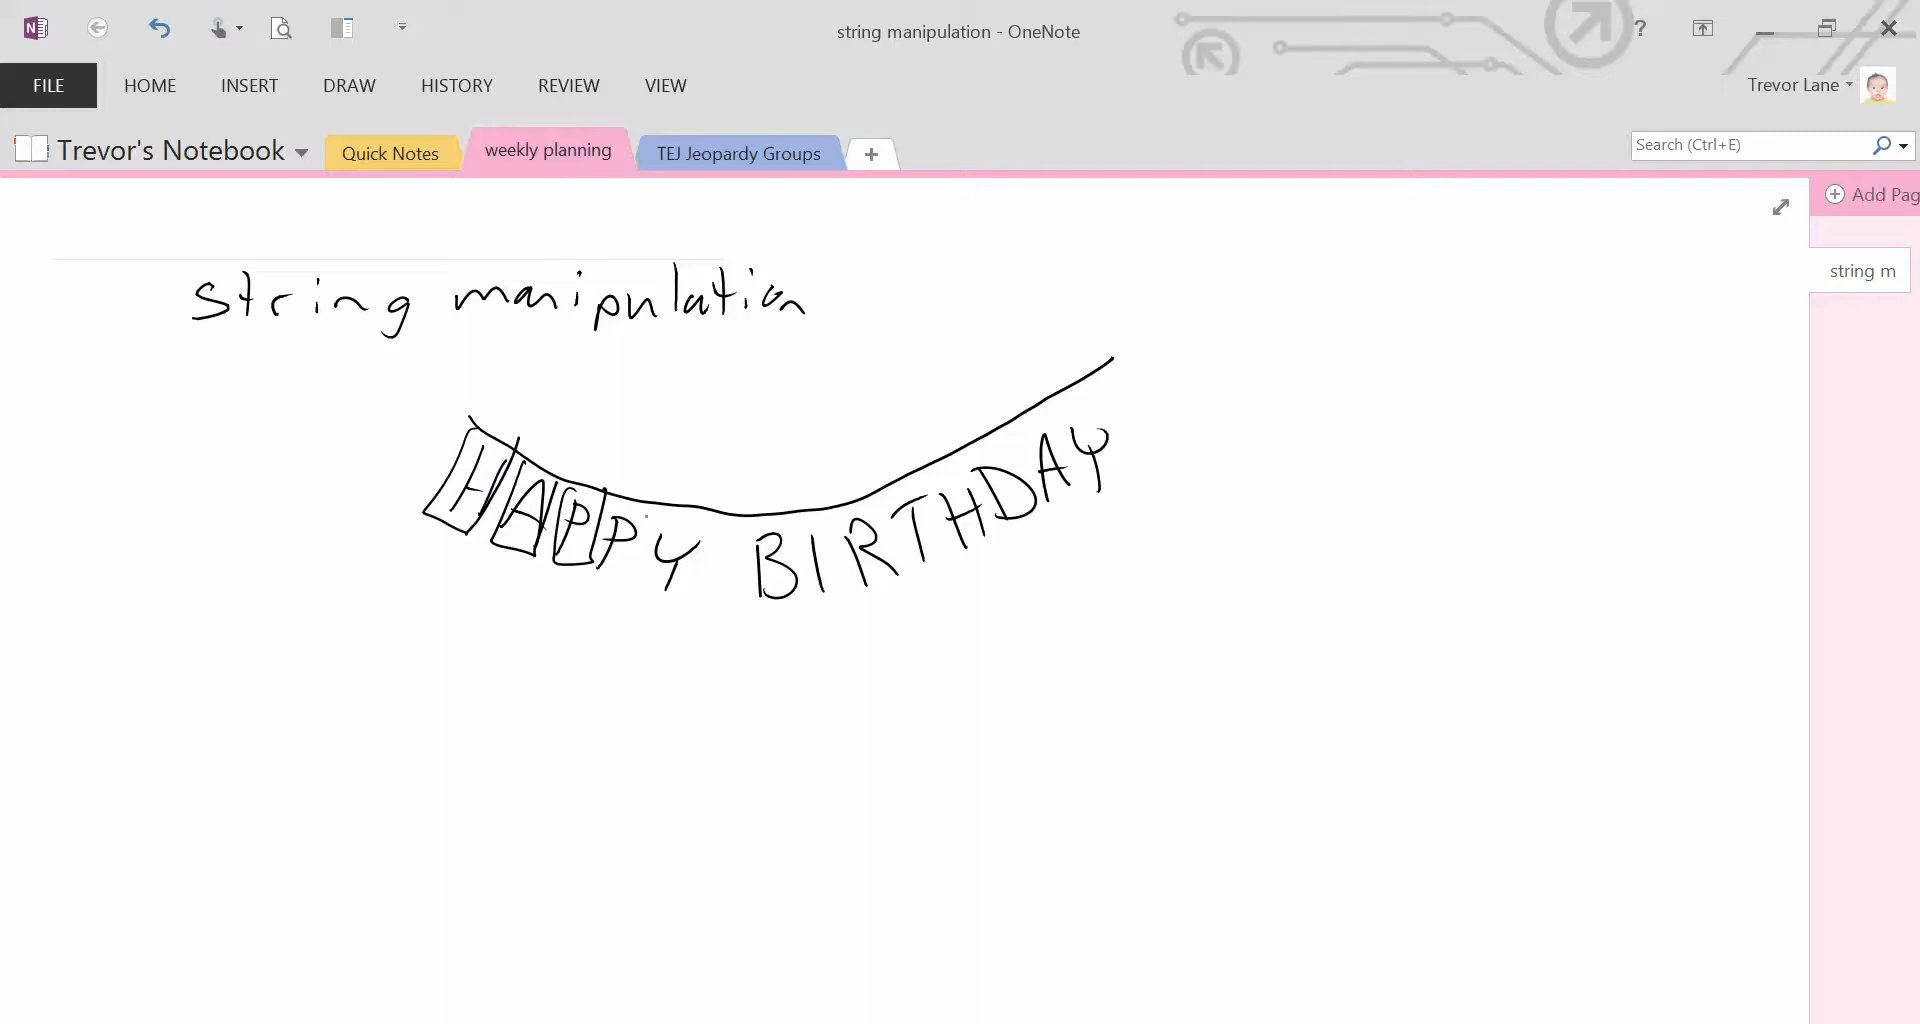 string manipulation - OneNote
?
FILE HOME INSERT DRAW HISTORY REVIEW VIEW
Trevor Lane
Trevor's Notebook Quick Notes weekly planning TEJ Jeopardy Groups +
Search (Ctrl+E)
Add Pag
string m
string manipulation
HAPPY BIRTHDAY